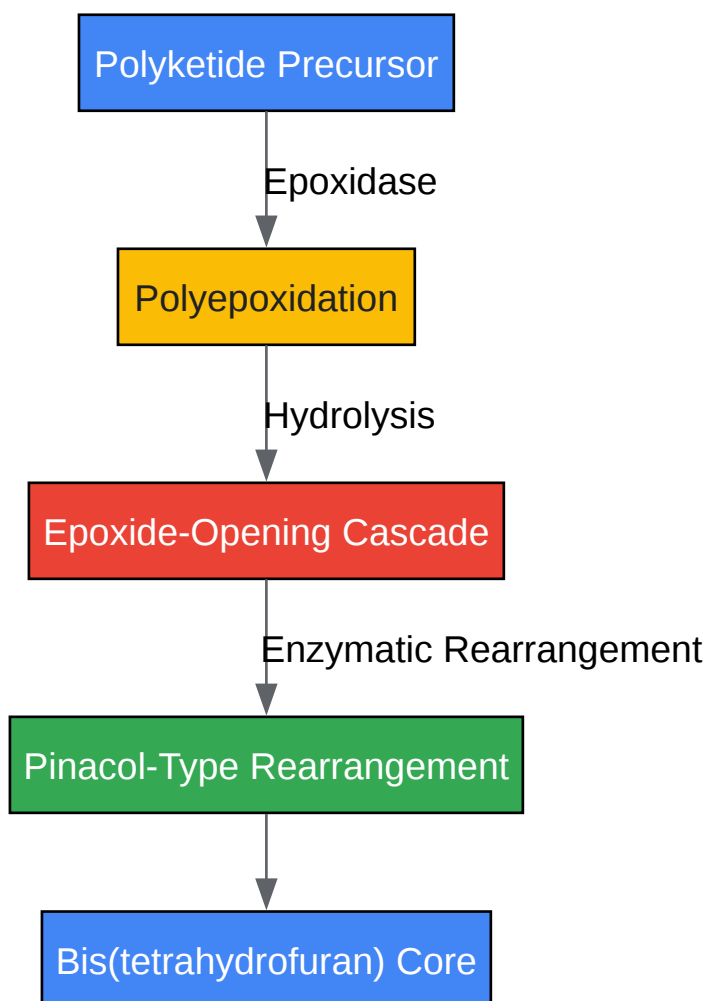 Polyketide Precursor
Epoxidase
Polyepoxidation
Hydrolysis
Epoxide-Opening Cascade
Enzymatic Rearrangement
Pinacol-Type Rearrangement
Bis(tetrahydrofuran) Core